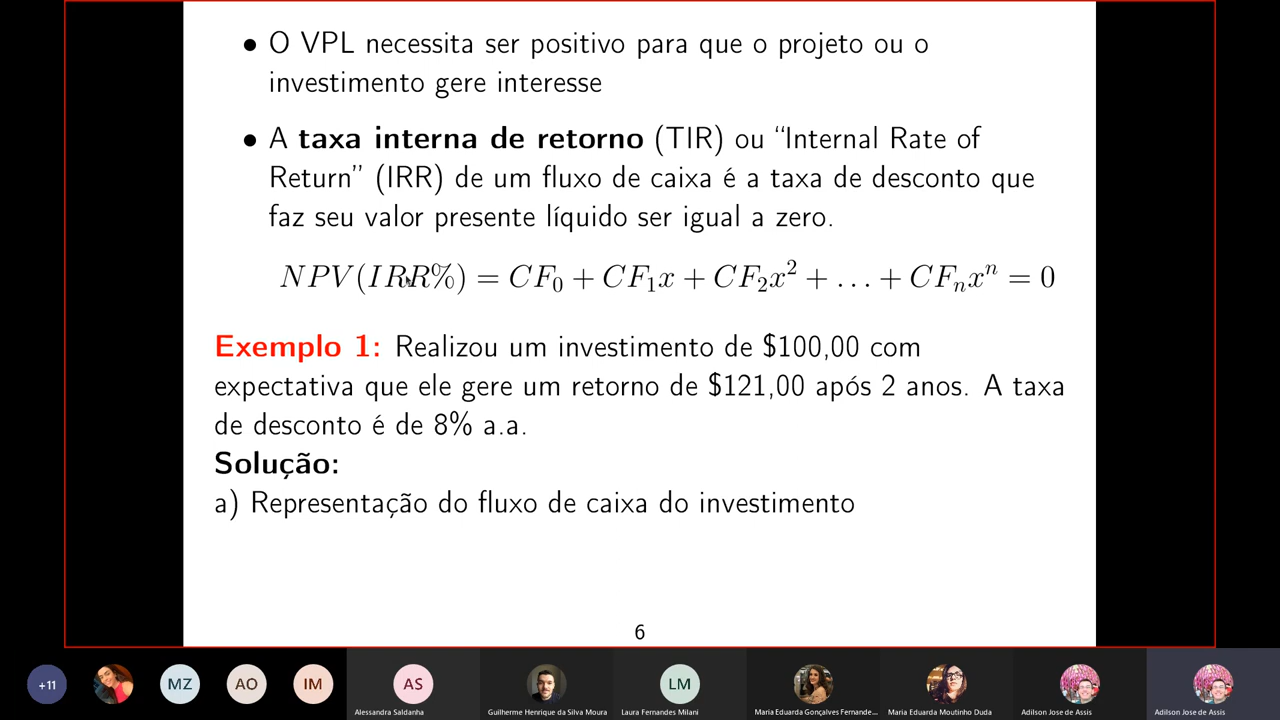 • O VPL necessita ser positivo para que o projeto ou o
investimento gere interesse
• A taxa interna de retorno (TIR) ou “Internal Rate of
Return” (IRR) de um fluxo de caixa é a taxa de desconto que
faz seu valor presente líquido ser igual a zero.
NPV(IRR%) = CF₀ + CF₁x + CF₂x² + … + CFₙxⁿ = 0
Exemplo 1: Realizou um investimento de $100,00 com
expectativa que ele gere um retorno de $121,00 após 2 anos. A taxa
de desconto é de 8% a.a.
Solução:
a) Representação do fluxo de caixa do investimento
6
+11
MZ
AO
IM
AS
LM
Alessandra Saldanha
Guilherme Henrique da Silva Moura
Laura Fernandes Milani
Maria Eduarda Gonçalves Fernande...
Maria Eduarda Moutinho Duda
Adilson Jose de Assis
Adilson Jose de Assis